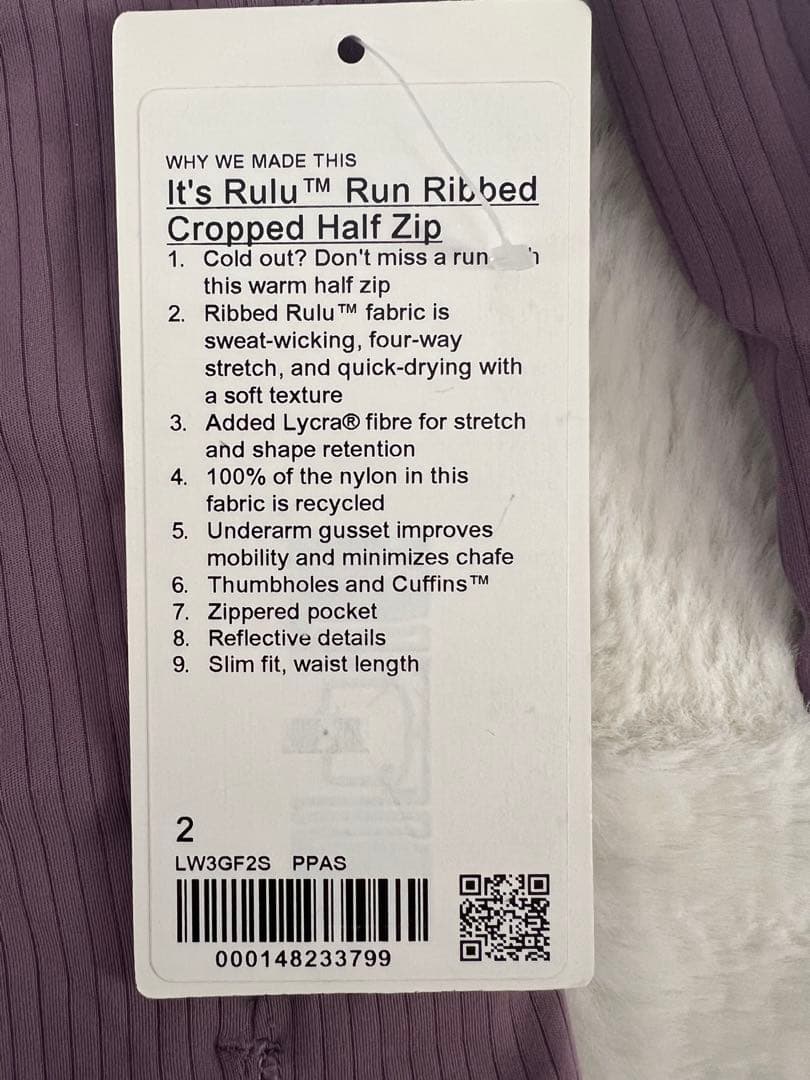 WHY WE MADE THIS
It's Rulu™ Run Ribbed
Cropped Half Zip
1. Cold out? Don't miss a run
this warm half zip
2. Ribbed Rulu™ fabric is
sweat-wicking, four-way
stretch, and quick-drying with
a soft texture
3. Added Lycra® fibre for stretch
and shape retention
4. 100% of the nylon in this
fabric is recycled
5. Underarm gusset improves
mobility and minimizes chafe
6. Thumbholes and Cuffins™
7. Zippered pocket
8. Reflective details
9. Slim fit, waist length
2
LW3GF2S PPAS
000148233799